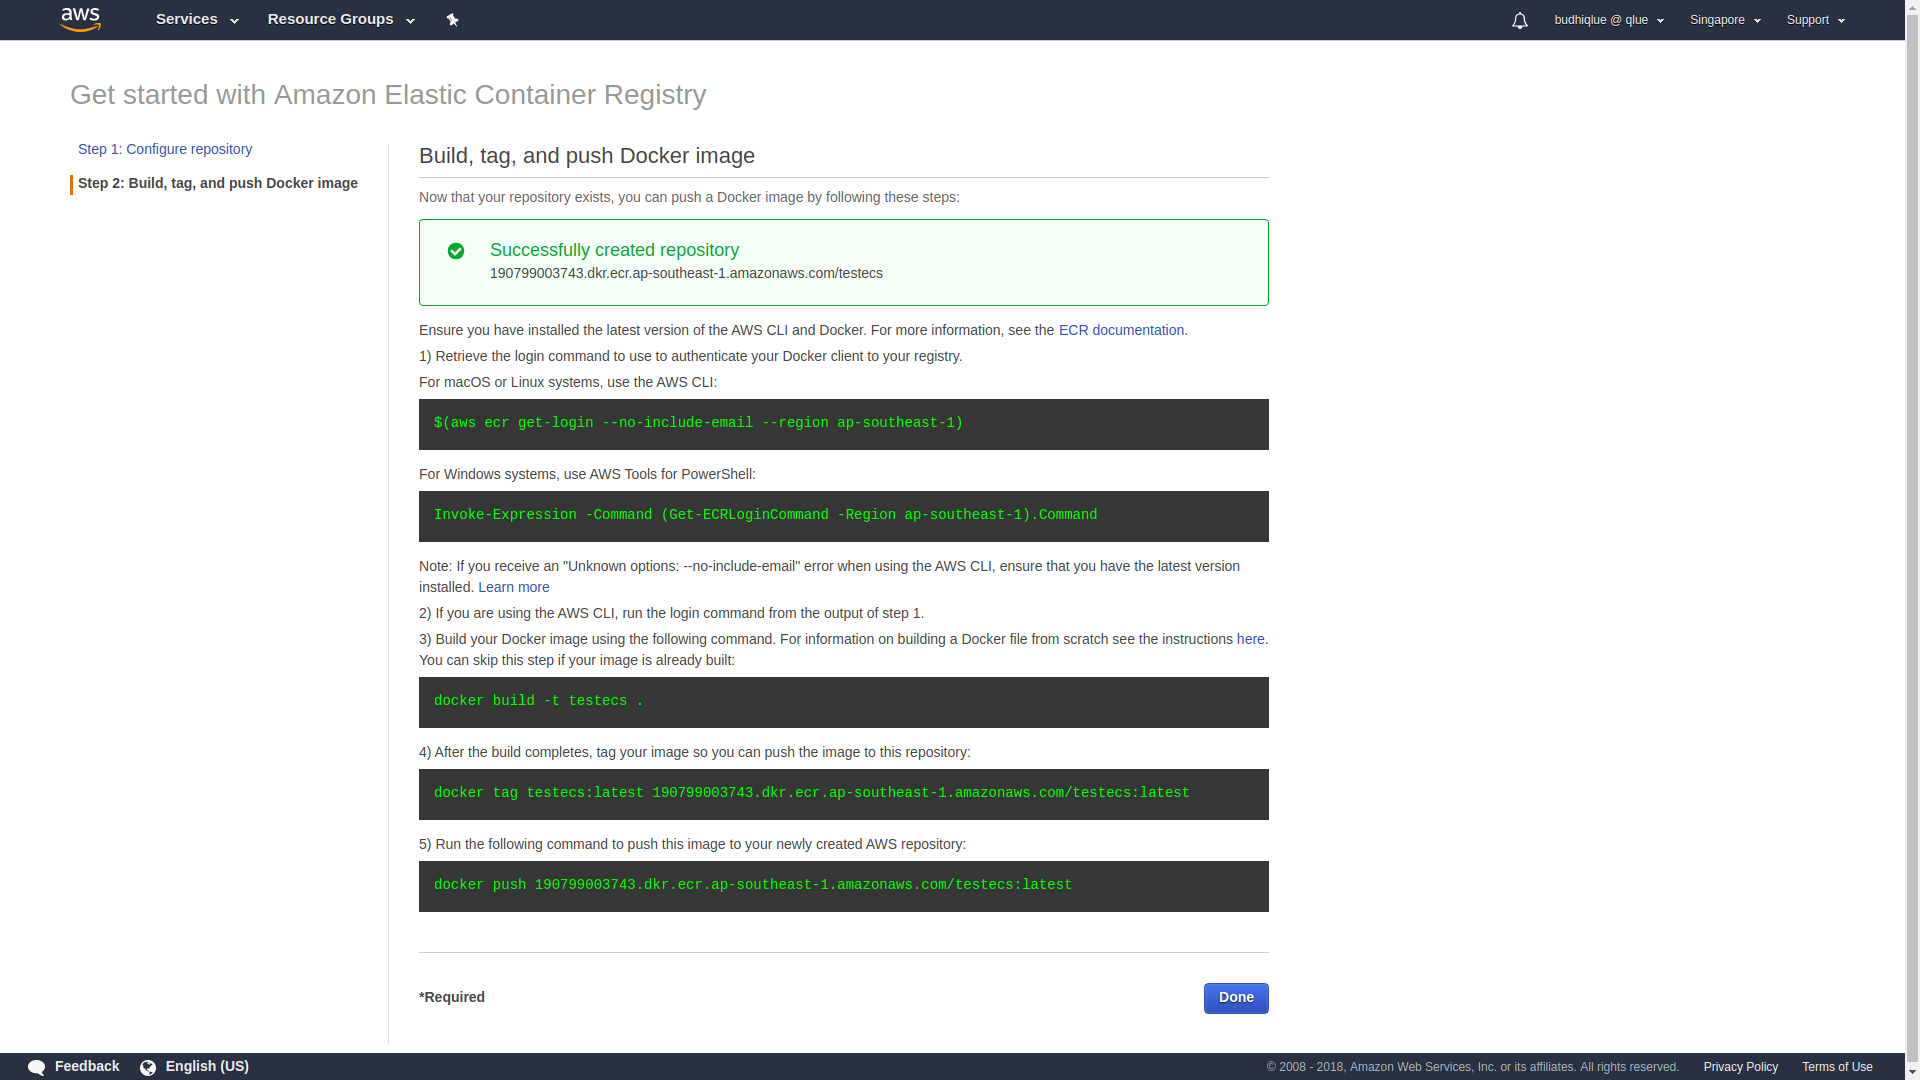 aws Services Resource Groups budhiqlue @ qlue Singapore Support
Get started with Amazon Elastic Container Registry
Step 1: Configure repository
Step 2: Build, tag, and push Docker image
Build, tag, and push Docker image
Now that your repository exists, you can push a Docker image by following these steps:
Successfully created repository
190799003743.dkr.ecr.ap-southeast-1.amazonaws.com/testecs
Ensure you have installed the latest version of the AWS CLI and Docker. For more information, see the ECR documentation.
1) Retrieve the login command to use to authenticate your Docker client to your registry.
For macOS or Linux systems, use the AWS CLI:
$(aws ecr get-login --no-include-email --region ap-southeast-1)
For Windows systems, use AWS Tools for PowerShell:
Invoke-Expression -Command (Get-ECRLoginCommand -Region ap-southeast-1).Command
Note: If you receive an "Unknown options: --no-include-email" error when using the AWS CLI, ensure that you have the latest version
installed. Learn more
2) If you are using the AWS CLI, run the login command from the output of step 1.
3) Build your Docker image using the following command. For information on building a Docker file from scratch see the instructions here.
You can skip this step if your image is already built:
docker build -t testecs .
4) After the build completes, tag your image so you can push the image to this repository:
docker tag testecs:latest 190799003743.dkr.ecr.ap-southeast-1.amazonaws.com/testecs:latest
5) Run the following command to push this image to your newly created AWS repository:
docker push 190799003743.dkr.ecr.ap-southeast-1.amazonaws.com/testecs:latest
*Required Done
Feedback English (US) © 2008 - 2018, Amazon Web Services, Inc. or its affiliates. All rights reserved. Privacy Policy Terms of Use